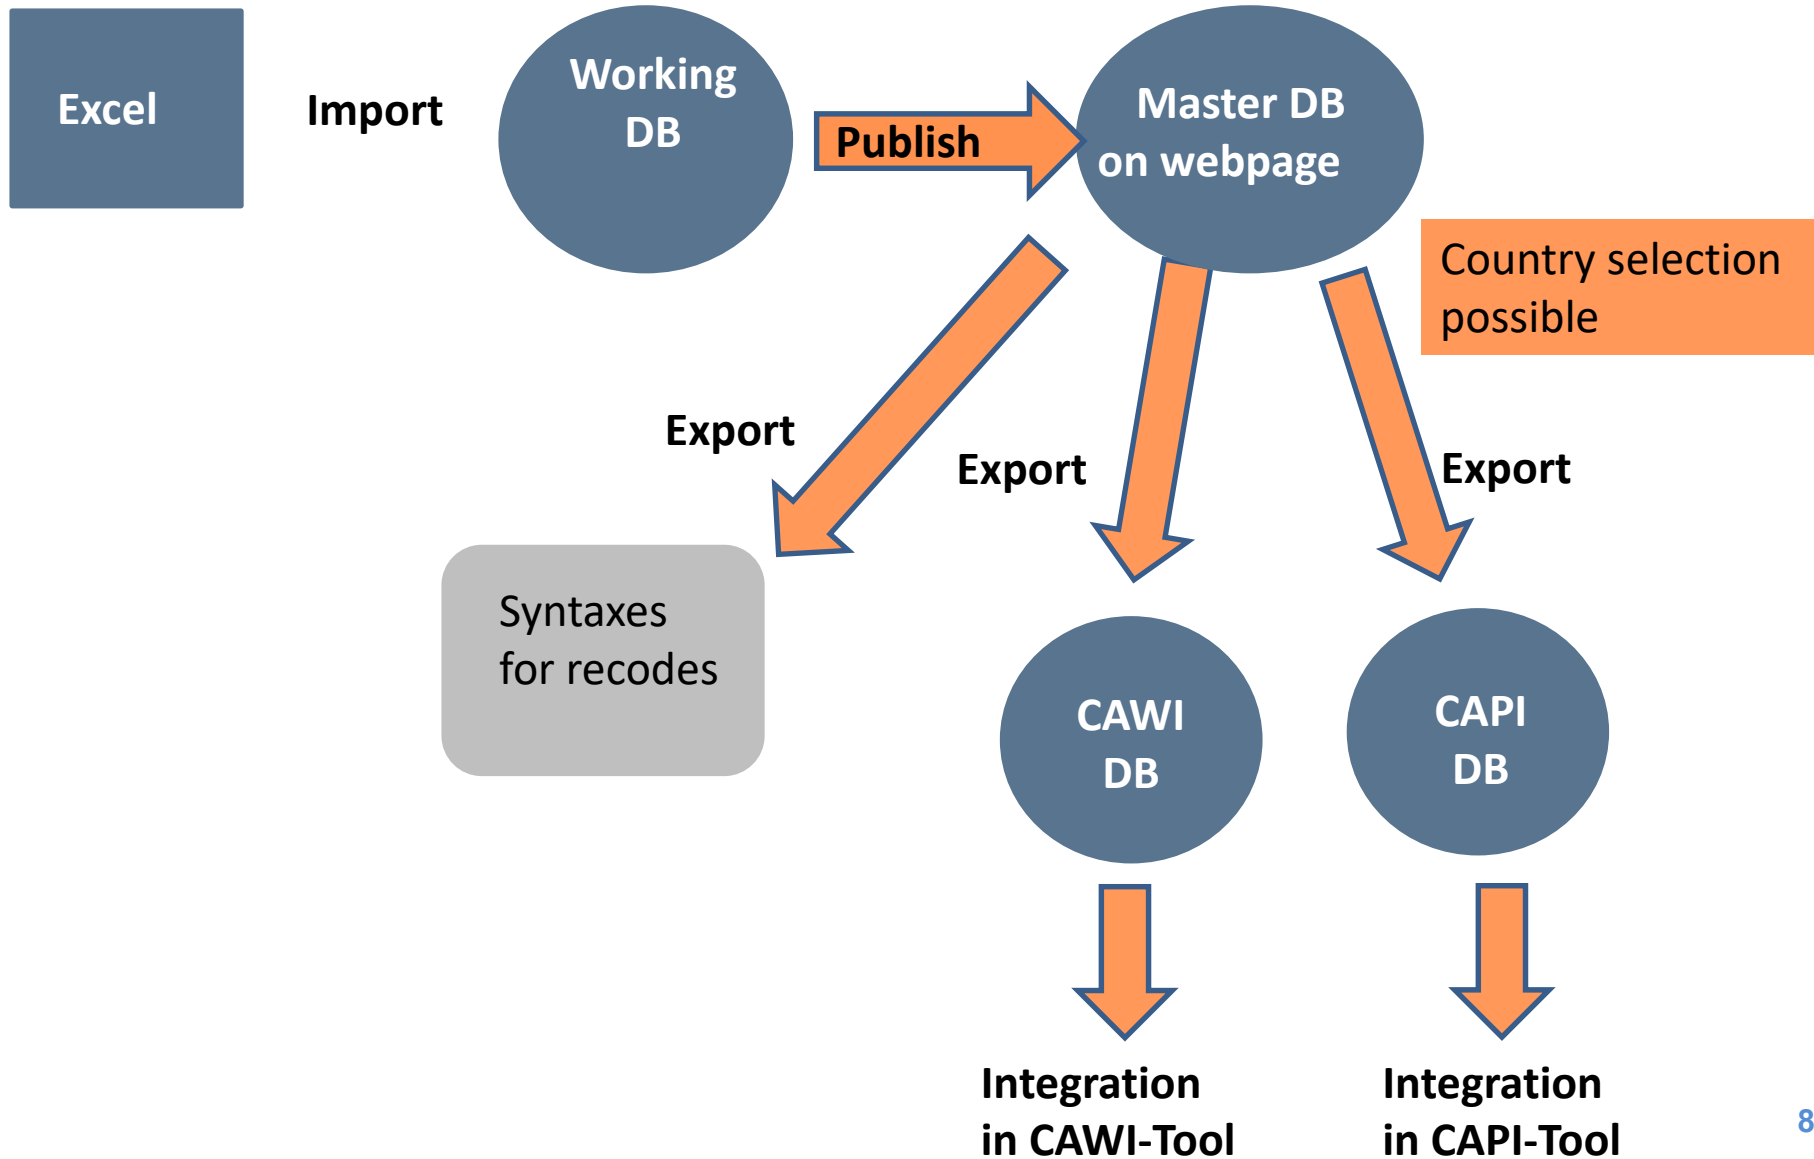 Excel
Import
Working
DB
Publish
Master DB
on webpage
Country selection
possible
Export
Export
Export
Syntaxes
for recodes
CAWI
DB
CAPI
DB
Integration
in CAWI-Tool
Integration
in CAPI-Tool
8